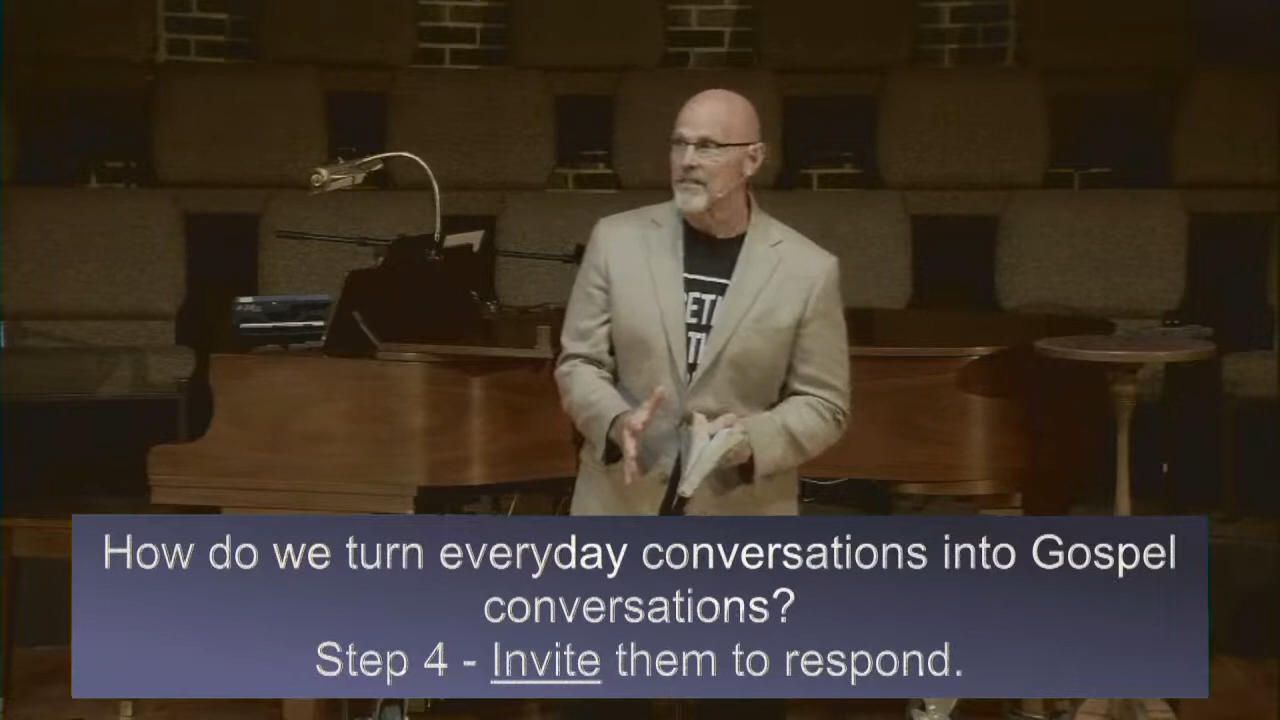 How do we turn everyday conversations into Gospel
conversations?
Step 4 - Invite them to respond.